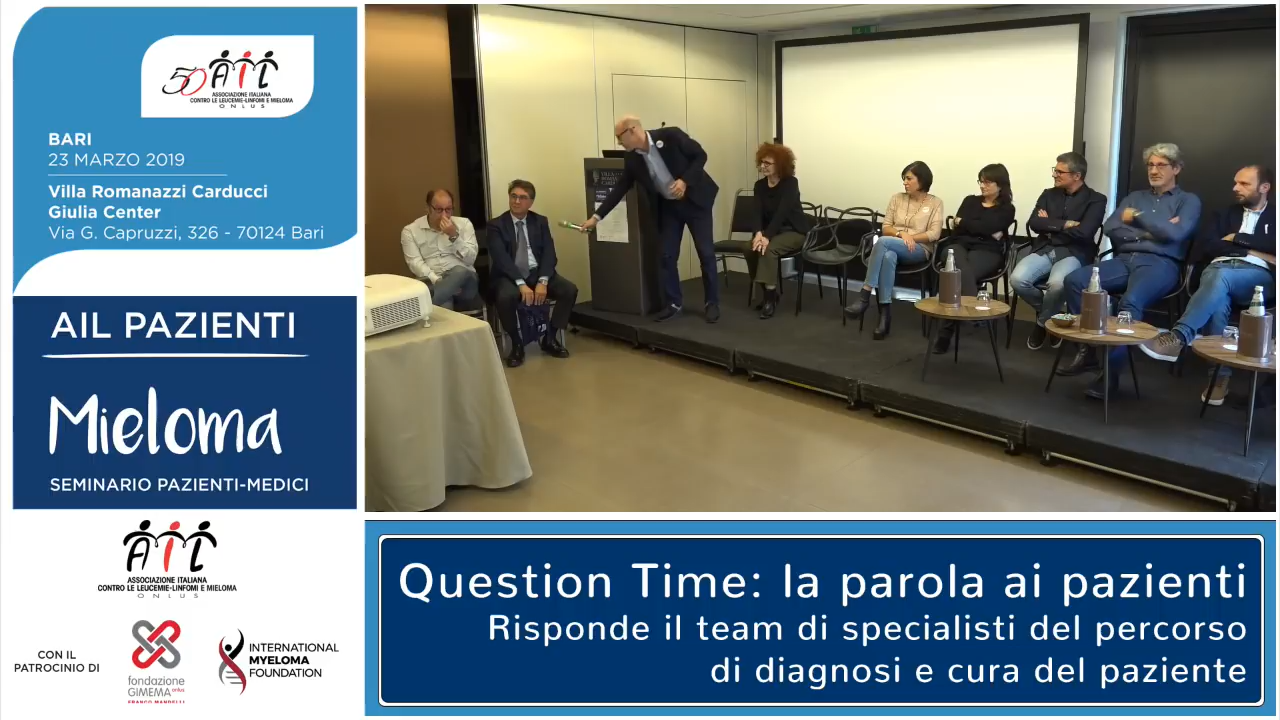 50 AIL
ASSOCIAZIONE ITALIANA
CONTRO LE LEUCEMIE-LINFOMI E MIELOMA
ONLUS
BARI
23 MARZO 2019
Villa Romanazzi Carducci
Giulia Center
Via G. Capruzzi, 326 - 70124 Bari
AIL PAZIENTI
Mieloma
SEMINARIO PAZIENTI-MEDICI
AIL
ASSOCIAZIONE ITALIANA
CONTRO LE LEUCEMIE-LINFOMI E MIELOMA
ONLUS
CON IL
PATROCINIO DI
fondazione
GIMEMA onlus
FRANCO MANDELLI
INTERNATIONAL
MYELOMA
FOUNDATION
Question Time: la parola ai pazienti
Risponde il team di specialisti del percorso
di diagnosi e cura del paziente